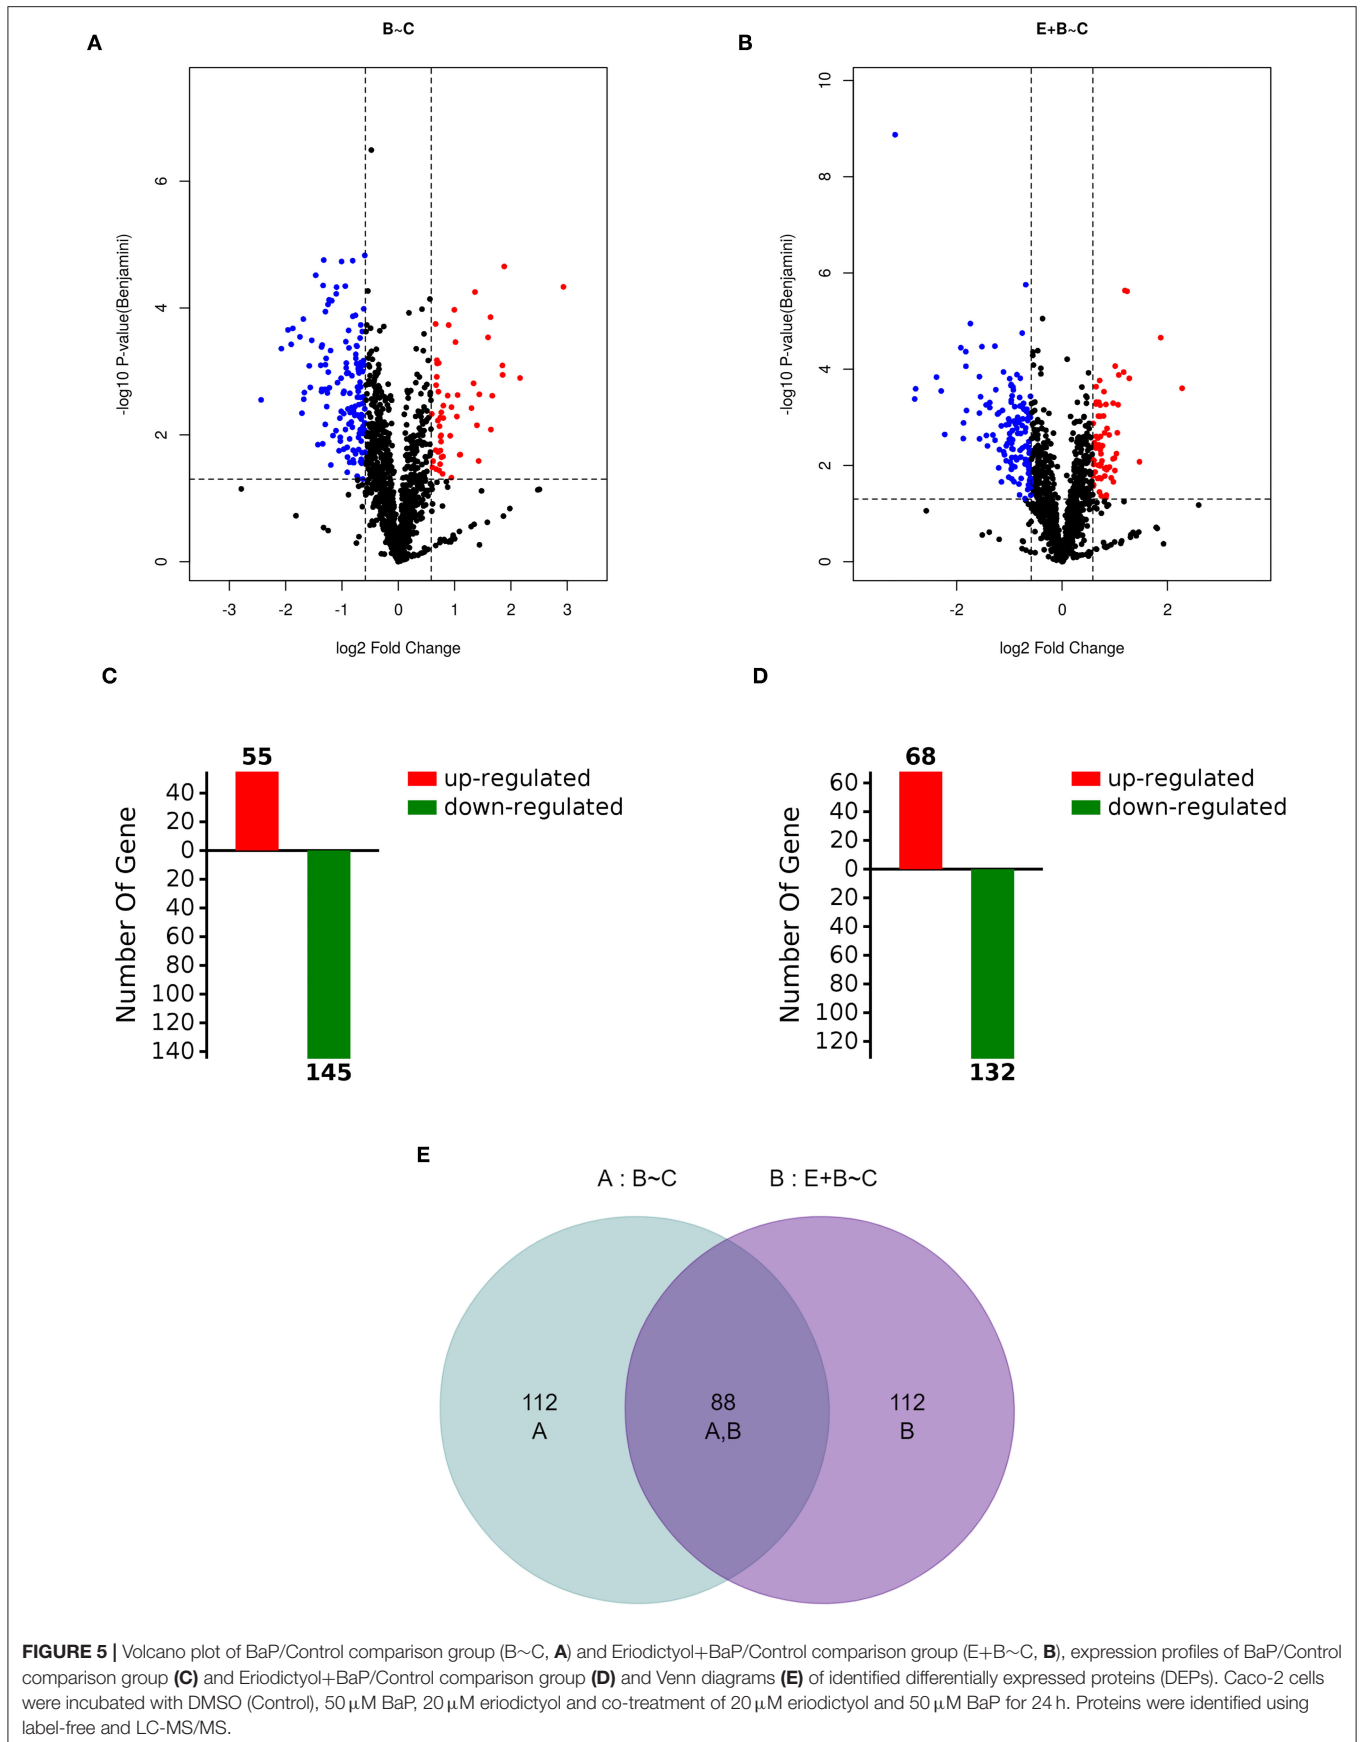 A
B~C
B
E+B~C
6
4
2
0
-log10 P-value(Benjamini)
-3 -2 -1 0 1 2 3
log2 Fold Change
10
8
6
4
2
0
-log10 P-value(Benjamini)
-2 0 2
log2 Fold Change
C
55
40
20
0
20
40
60
80
100
120
140
Number Of Gene
145
up-regulated
down-regulated
D
68
60
40
20
0
20
40
60
80
100
120
Number Of Gene
132
up-regulated
down-regulated
E
A : B~C B : E+B~C
112 88 112
A A,B B
FIGURE 5 | Volcano plot of BaP/Control comparison group (B~C, A) and Eriodictyol+BaP/Control comparison group (E+B~C, B), expression profiles of BaP/Control
comparison group (C) and Eriodictyol+BaP/Control comparison group (D) and Venn diagrams (E) of identified differentially expressed proteins (DEPs). Caco-2 cells
were incubated with DMSO (Control), 50 μM BaP, 20 μM eriodictyol and co-treatment of 20 μM eriodictyol and 50 μM BaP for 24 h. Proteins were identified using
label-free and LC-MS/MS.